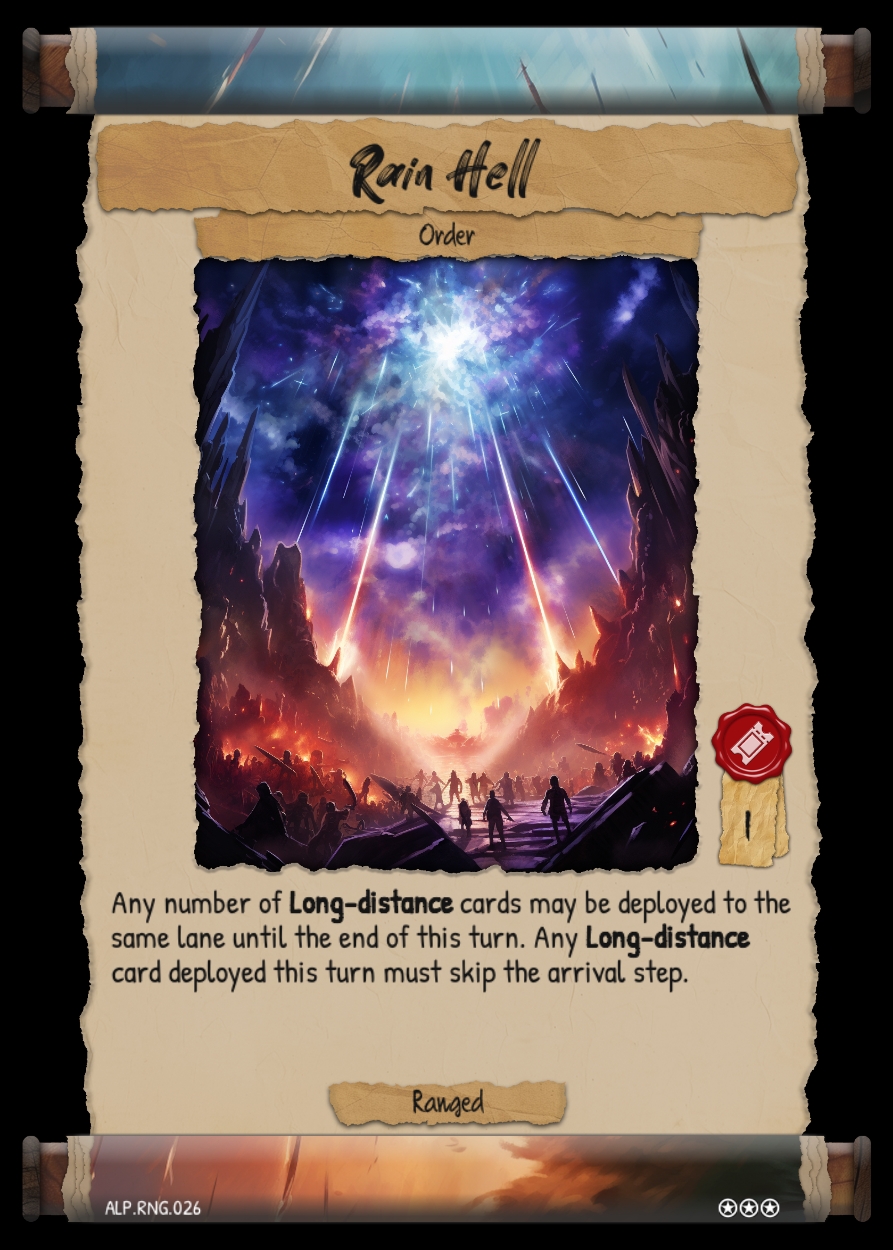 Rain Hell
Order
1
Any number of Long-distance cards may be deployed to the
same lane until the end of this turn. Any Long-distance
card deployed this turn must skip the arrival step.
Ranged
ALP.RNG.026